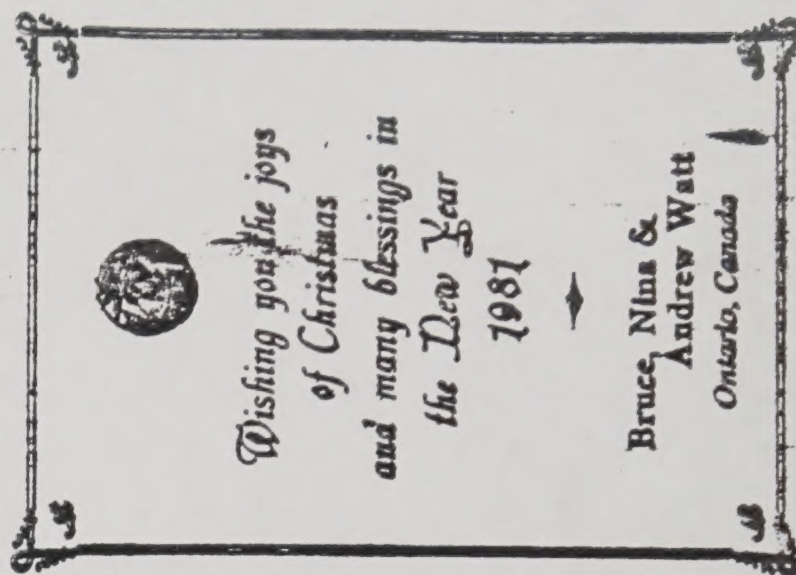 Wishing you the joys
of Christmas
and many blessings in
the New Year
1981
Bruce, Nina &
Andrew Watt
Ontario, Canada